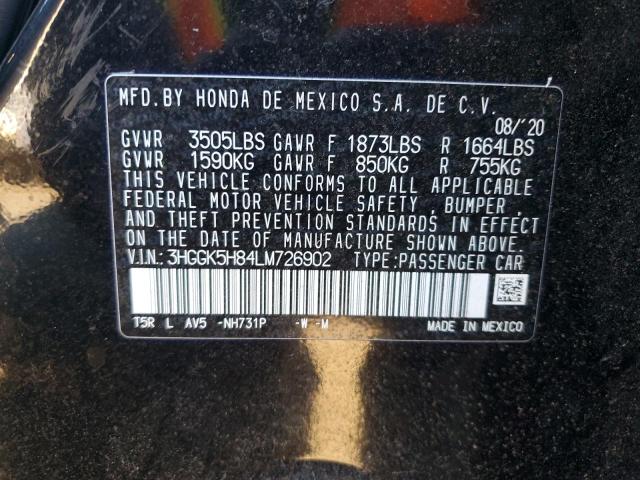 MFD.BY HONDA DE MEXICO S.A. DE C.V.
08/'20
GVWR 3505LBS GAWR F 1873LBS R 1664LBS
GVWR 1590KG GAWR F 850KG R 755KG
THIS VEHICLE CONFORMS TO ALL APPLICABLE
FEDERAL MOTOR VEHICLE SAFETY, BUMPER,
AND THEFT PREVENTION STANDARDS IN EFFECT
ON THE DATE OF MANUFACTURE SHOWN ABOVE.
V.I.N.:3HGGK5H84LM726902 TYPE:PASSENGER CAR
T5R L AV5 -NH731P -W -M MADE IN MEXICO